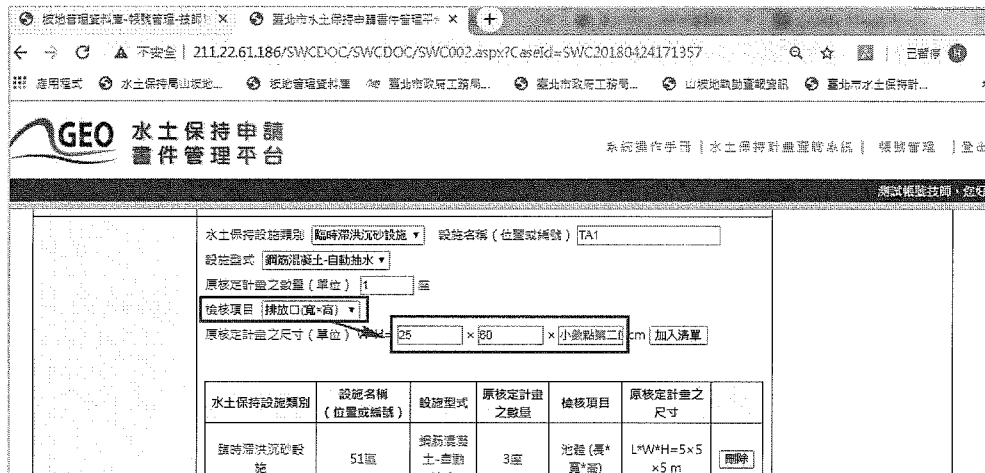 坡地管理資料庫-帳號管理-技師
臺北市水土保持申請書件管理平
不安全 | 211.22.61.186/SWCDOC/SWCDOC/SWC002.aspx?CaseId=SWC20180424171357
已暫停
應用程式 水土保持局山坡地... 坡地管理資料庫 臺北市政府工務局... 臺北市政府工務局... 山坡地 臺北市水土保持計...
GEO 水土保持申請
書件管理平台
系統操作手冊 | 水土保持計畫查詢系統 | 帳號管理 | 登出
測試帳號技師,您好
水土保持設施類別 臨時滯洪沉砂設施 設施名稱(位置或編號) TA1
設施型式 鋼筋混凝土-自動抽水
原核定計畫之數量(單位) 1 座
檢核項目 排放口(寬*高)
原核定計畫之尺寸(單位) 25 × 60 × 小數點第二 cm 加入清單
水土保持設施類別 設施名稱(位置或編號) 設施型式 原核定計畫之數量 檢核項目 原核定計畫之尺寸
臨時滯洪沉砂設施 51區 鋼筋混凝土-自動 3座 池體(長*寬*高) L*W*H=5×5×5 m 刪除